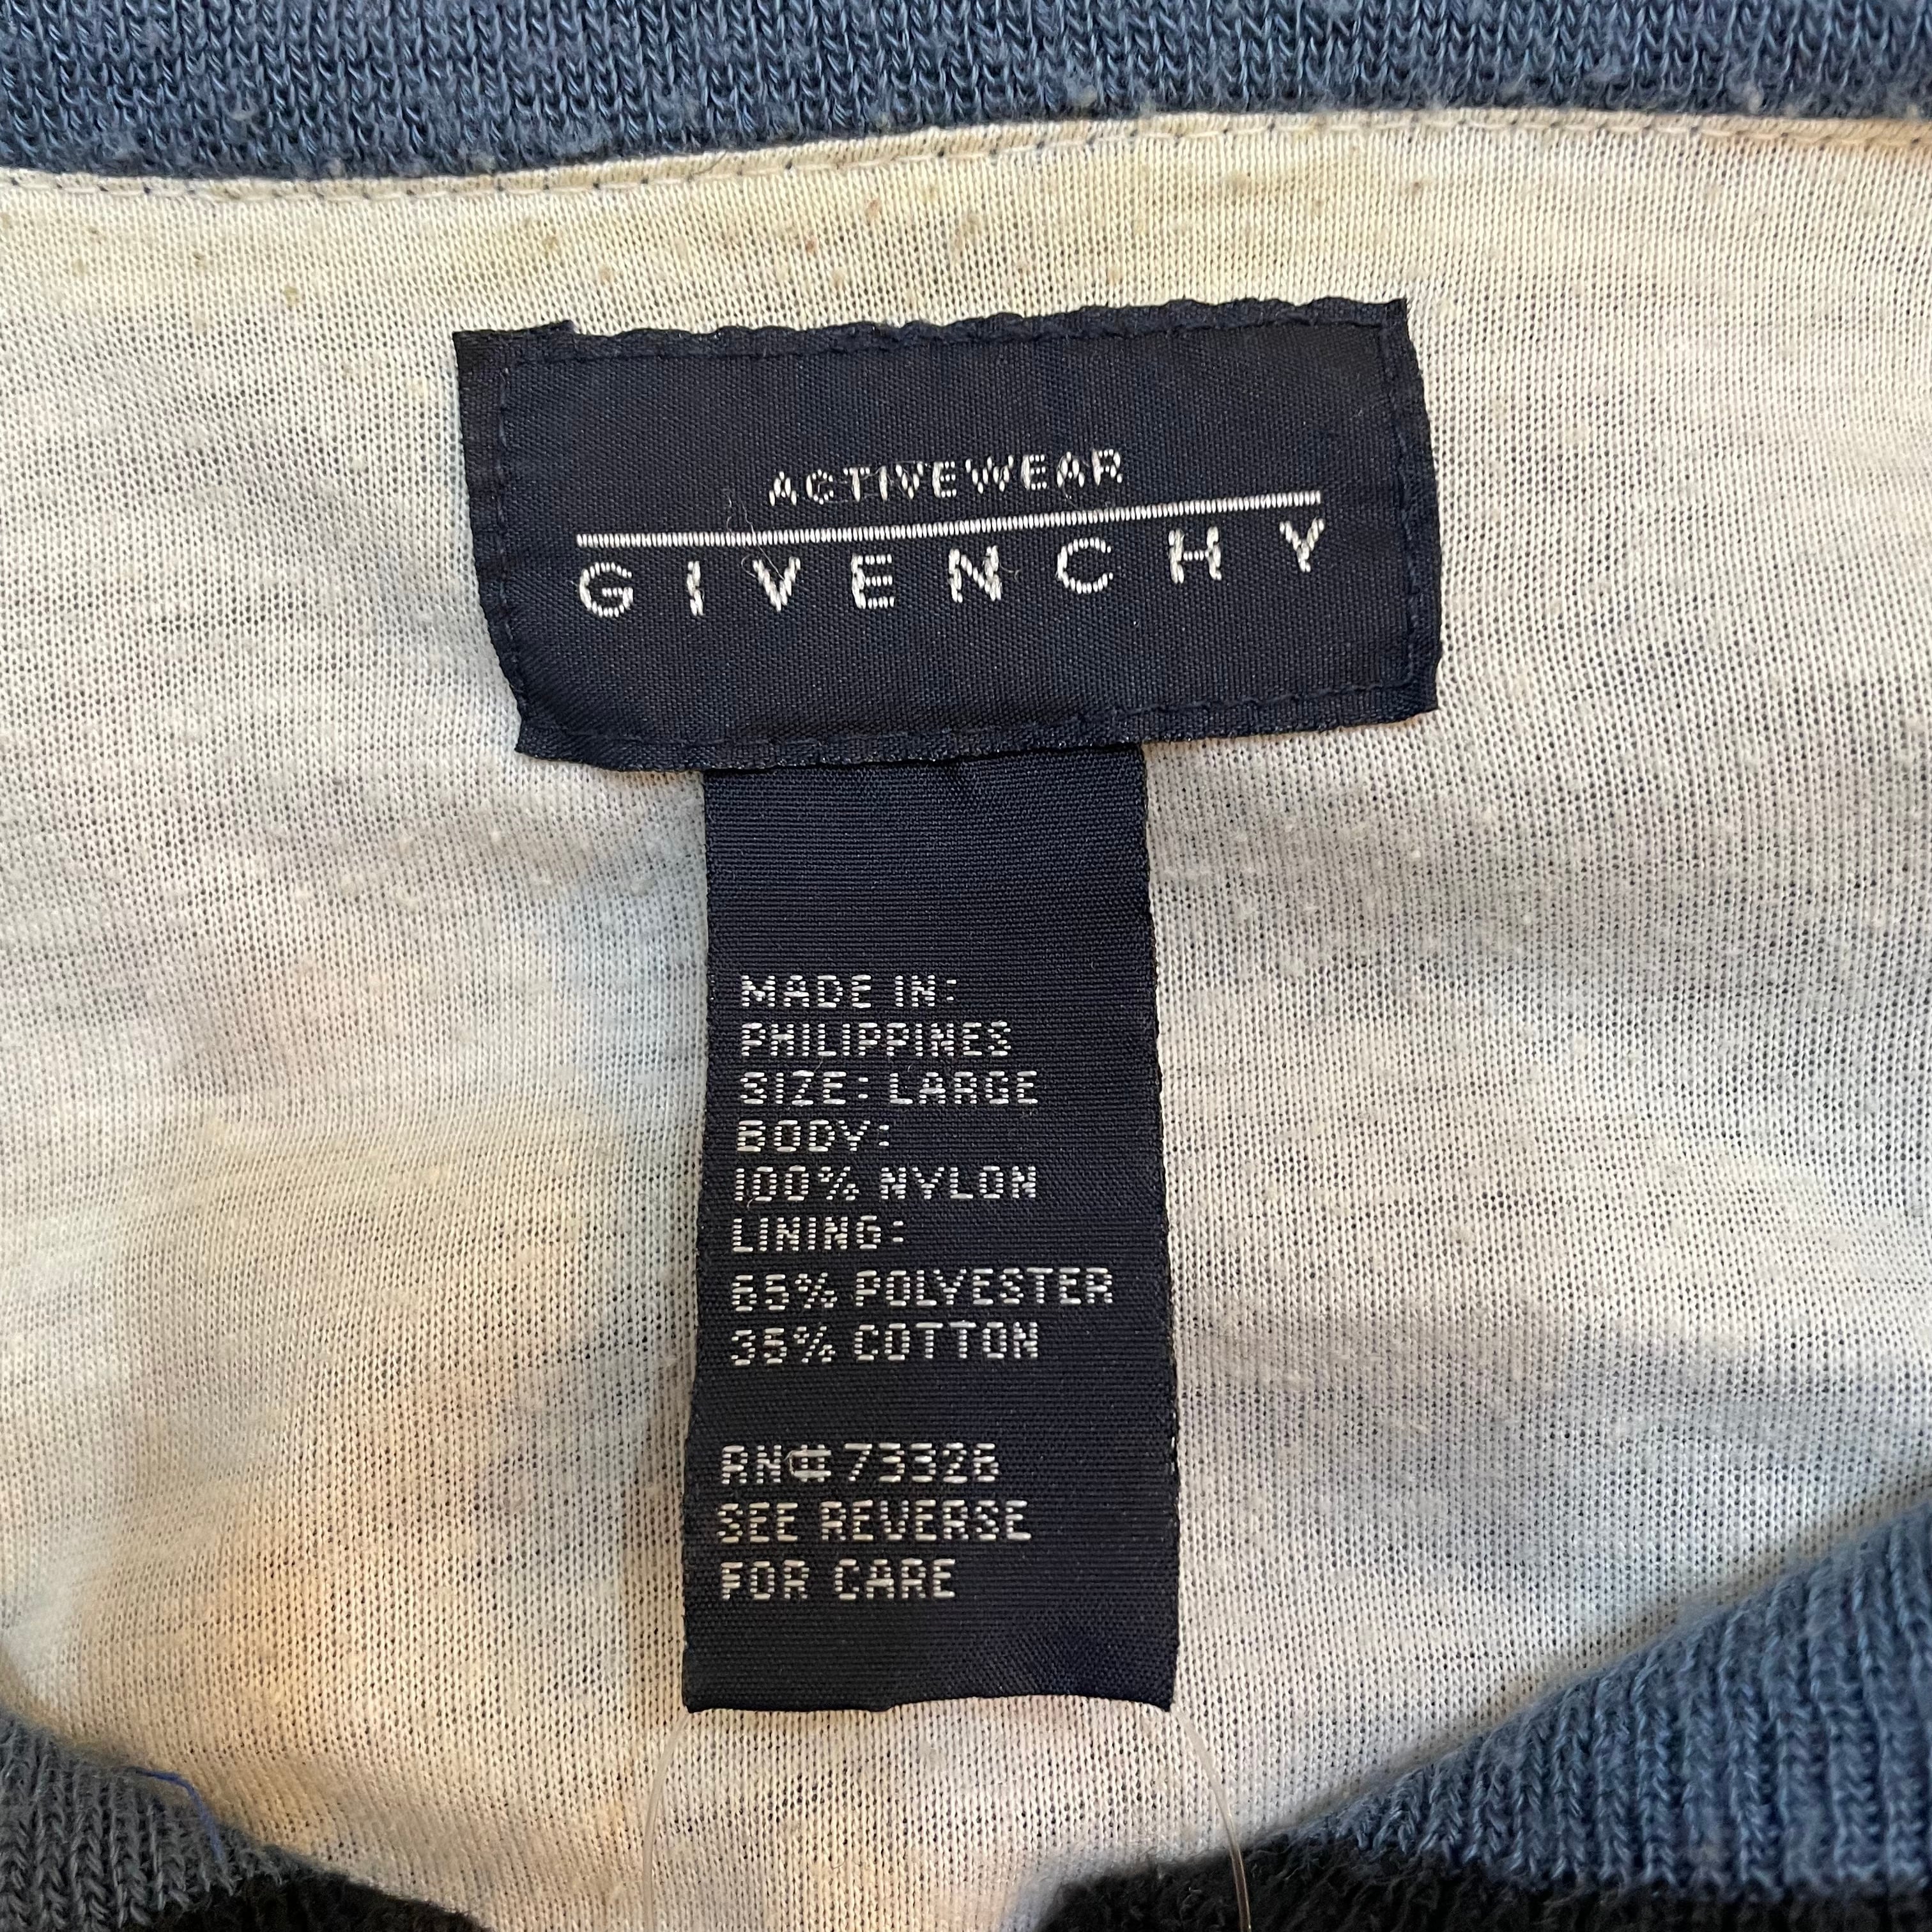 ACTIVEWEAR
GIVENCHY
MADE IN:
PHILIPPINES
SIZE: LARGE
BODY:
100% NYLON
LINING:
65% POLYESTER
35% COTTON
RN#73326
SEE REVERSE
FOR CARE